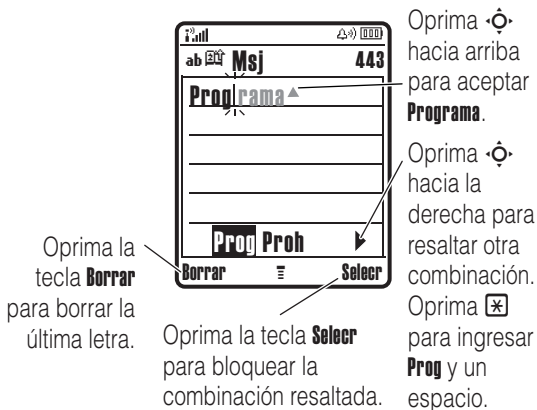 ab Msj 443
Programa
Prog Proh
Borrar Selecr
Oprima
hacia arriba
para aceptar
Programa.
Oprima
hacia la
derecha para
resaltar otra
combinación.
Oprima *
para ingresar
Prog y un
espacio.
Oprima la
tecla Borrar
para borrar la
última letra.
Oprima la tecla Selecr
para bloquear la
combinación resaltada.